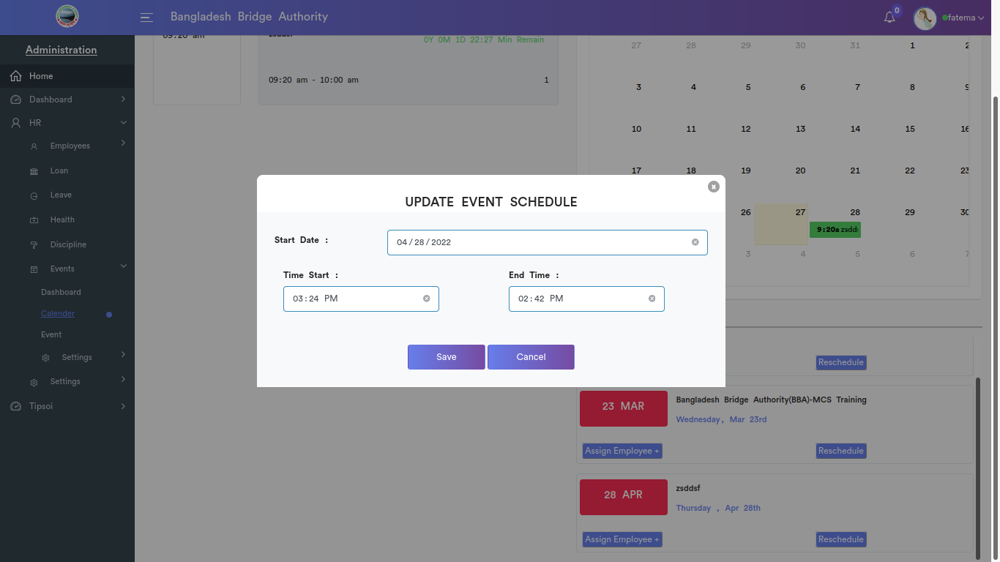 Bangladesh Bridge Authority
0
fatema
Administration
Home
Dashboard
HR
Employees
Loan
Leave
Health
Discipline
Events
Dashboard
Calender
Event
Settings
Settings
Tipsoi
09:20 am
zsddsf
0Y 0M 1D 22:27 Min Remain
09:20 am - 10:00 am 1
27 28 29 30 31 1 2
3 4 5 6 7 8 9
10 11 12 13 14 15 16
17 18 19 20 21 22 23
26 27 28 29 30
9:20a zsdd
3 4 5 6 7
UPDATE EVENT SCHEDULE
Start Date :
04/28/2022
Time Start : End Time :
03:24 PM 02:42 PM
Save Cancel
Reschedule
23 MAR
Bangladesh Bridge Authority(BBA)-MCS Training
Wednesday, Mar 23rd
Assign Employee + Reschedule
28 APR
zsddsf
Thursday , Apr 28th
Assign Employee + Reschedule